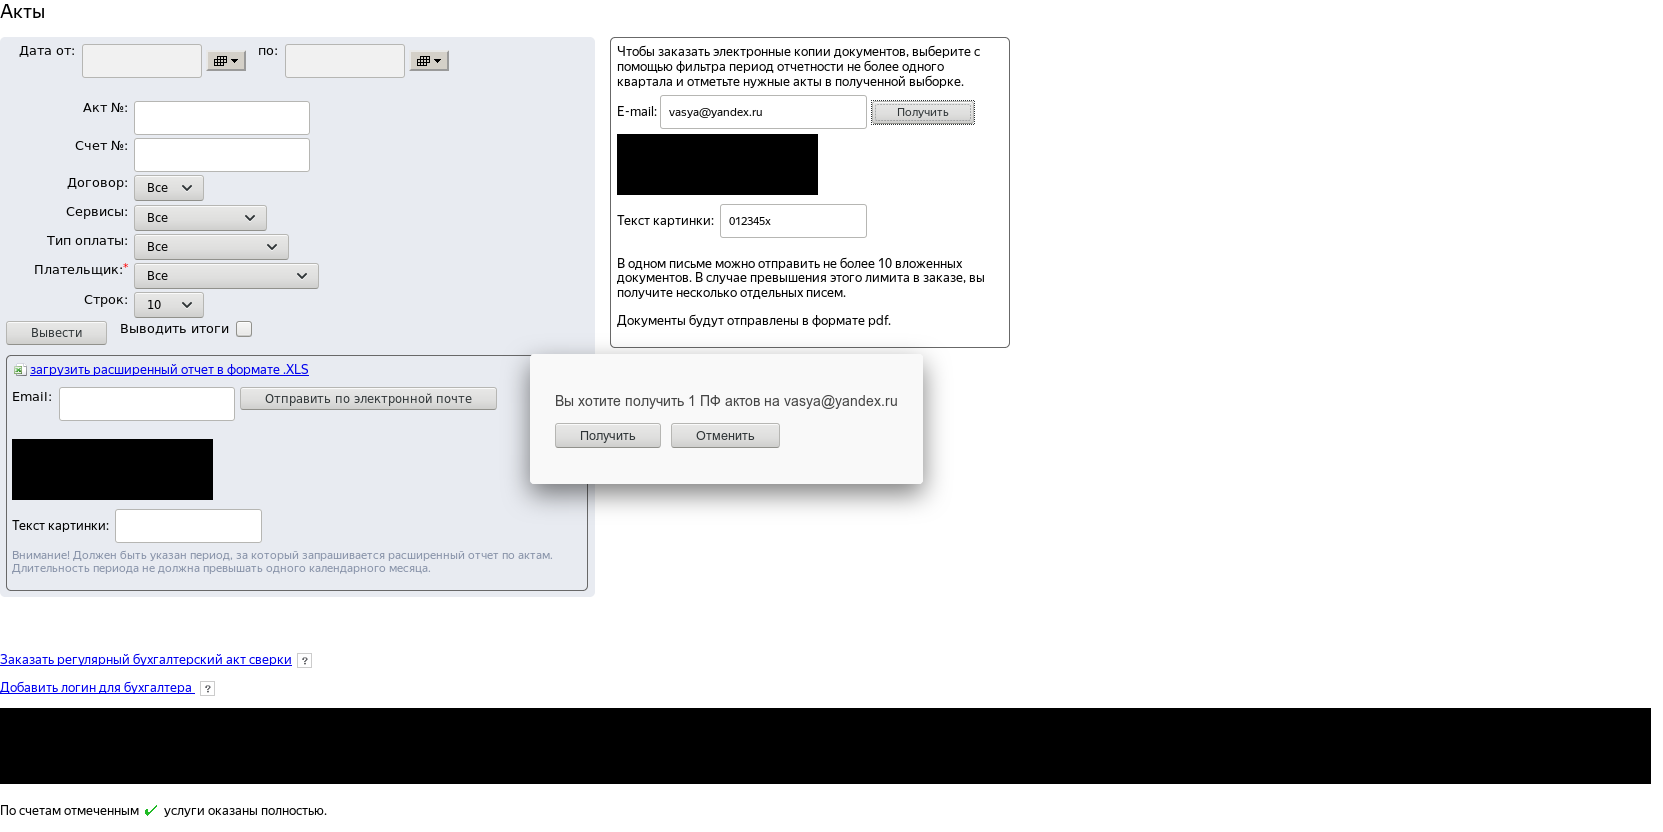 Акты
Дата от:
по:
Акт №:
Счет №:
Договор: Все
Сервисы: Все
Тип оплаты: Все
Плательщик:* Все
Строк: 10
Вывести Выводить итоги
загрузить расширенный отчет в формате .XLS
Email: Отправить по электронной почте
Текст картинки:
Внимание! Должен быть указан период, за который запрашивается расширенный отчет по актам.
Длительность периода не должна превышать одного календарного месяца.
Чтобы заказать электронные копии документов, выберите с
помощью фильтра период отчетности не более одного
квартала и отметьте нужные акты в полученной выборке.
E-mail: vasya@yandex.ru Получить
Текст картинки: 012345x
В одном письме можно отправить не более 10 вложенных
документов. В случае превышения этого лимита в заказе, вы
получите несколько отдельных писем.
Документы будут отправлены в формате pdf.
Вы хотите получить 1 ПФ актов на vasya@yandex.ru
Получить Отменить
Заказать регулярный бухгалтерский акт сверки ?
Добавить логин для бухгалтера ?
По счетам отмеченным ✓ услуги оказаны полностью.